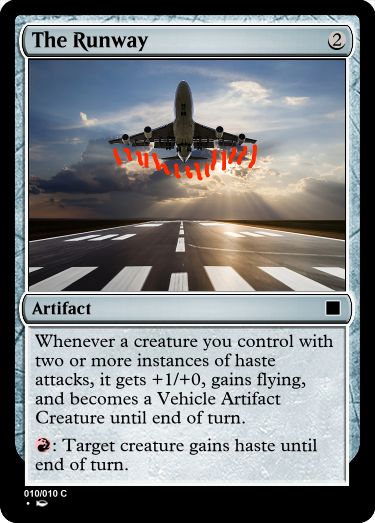 The Runway 2
Artifact
Whenever a creature you control with
two or more instances of haste
attacks, it gets +1/+0, gains flying,
and becomes a Vehicle Artifact
Creature until end of turn.
: Target creature gains haste until
end of turn.
010/010 C
•